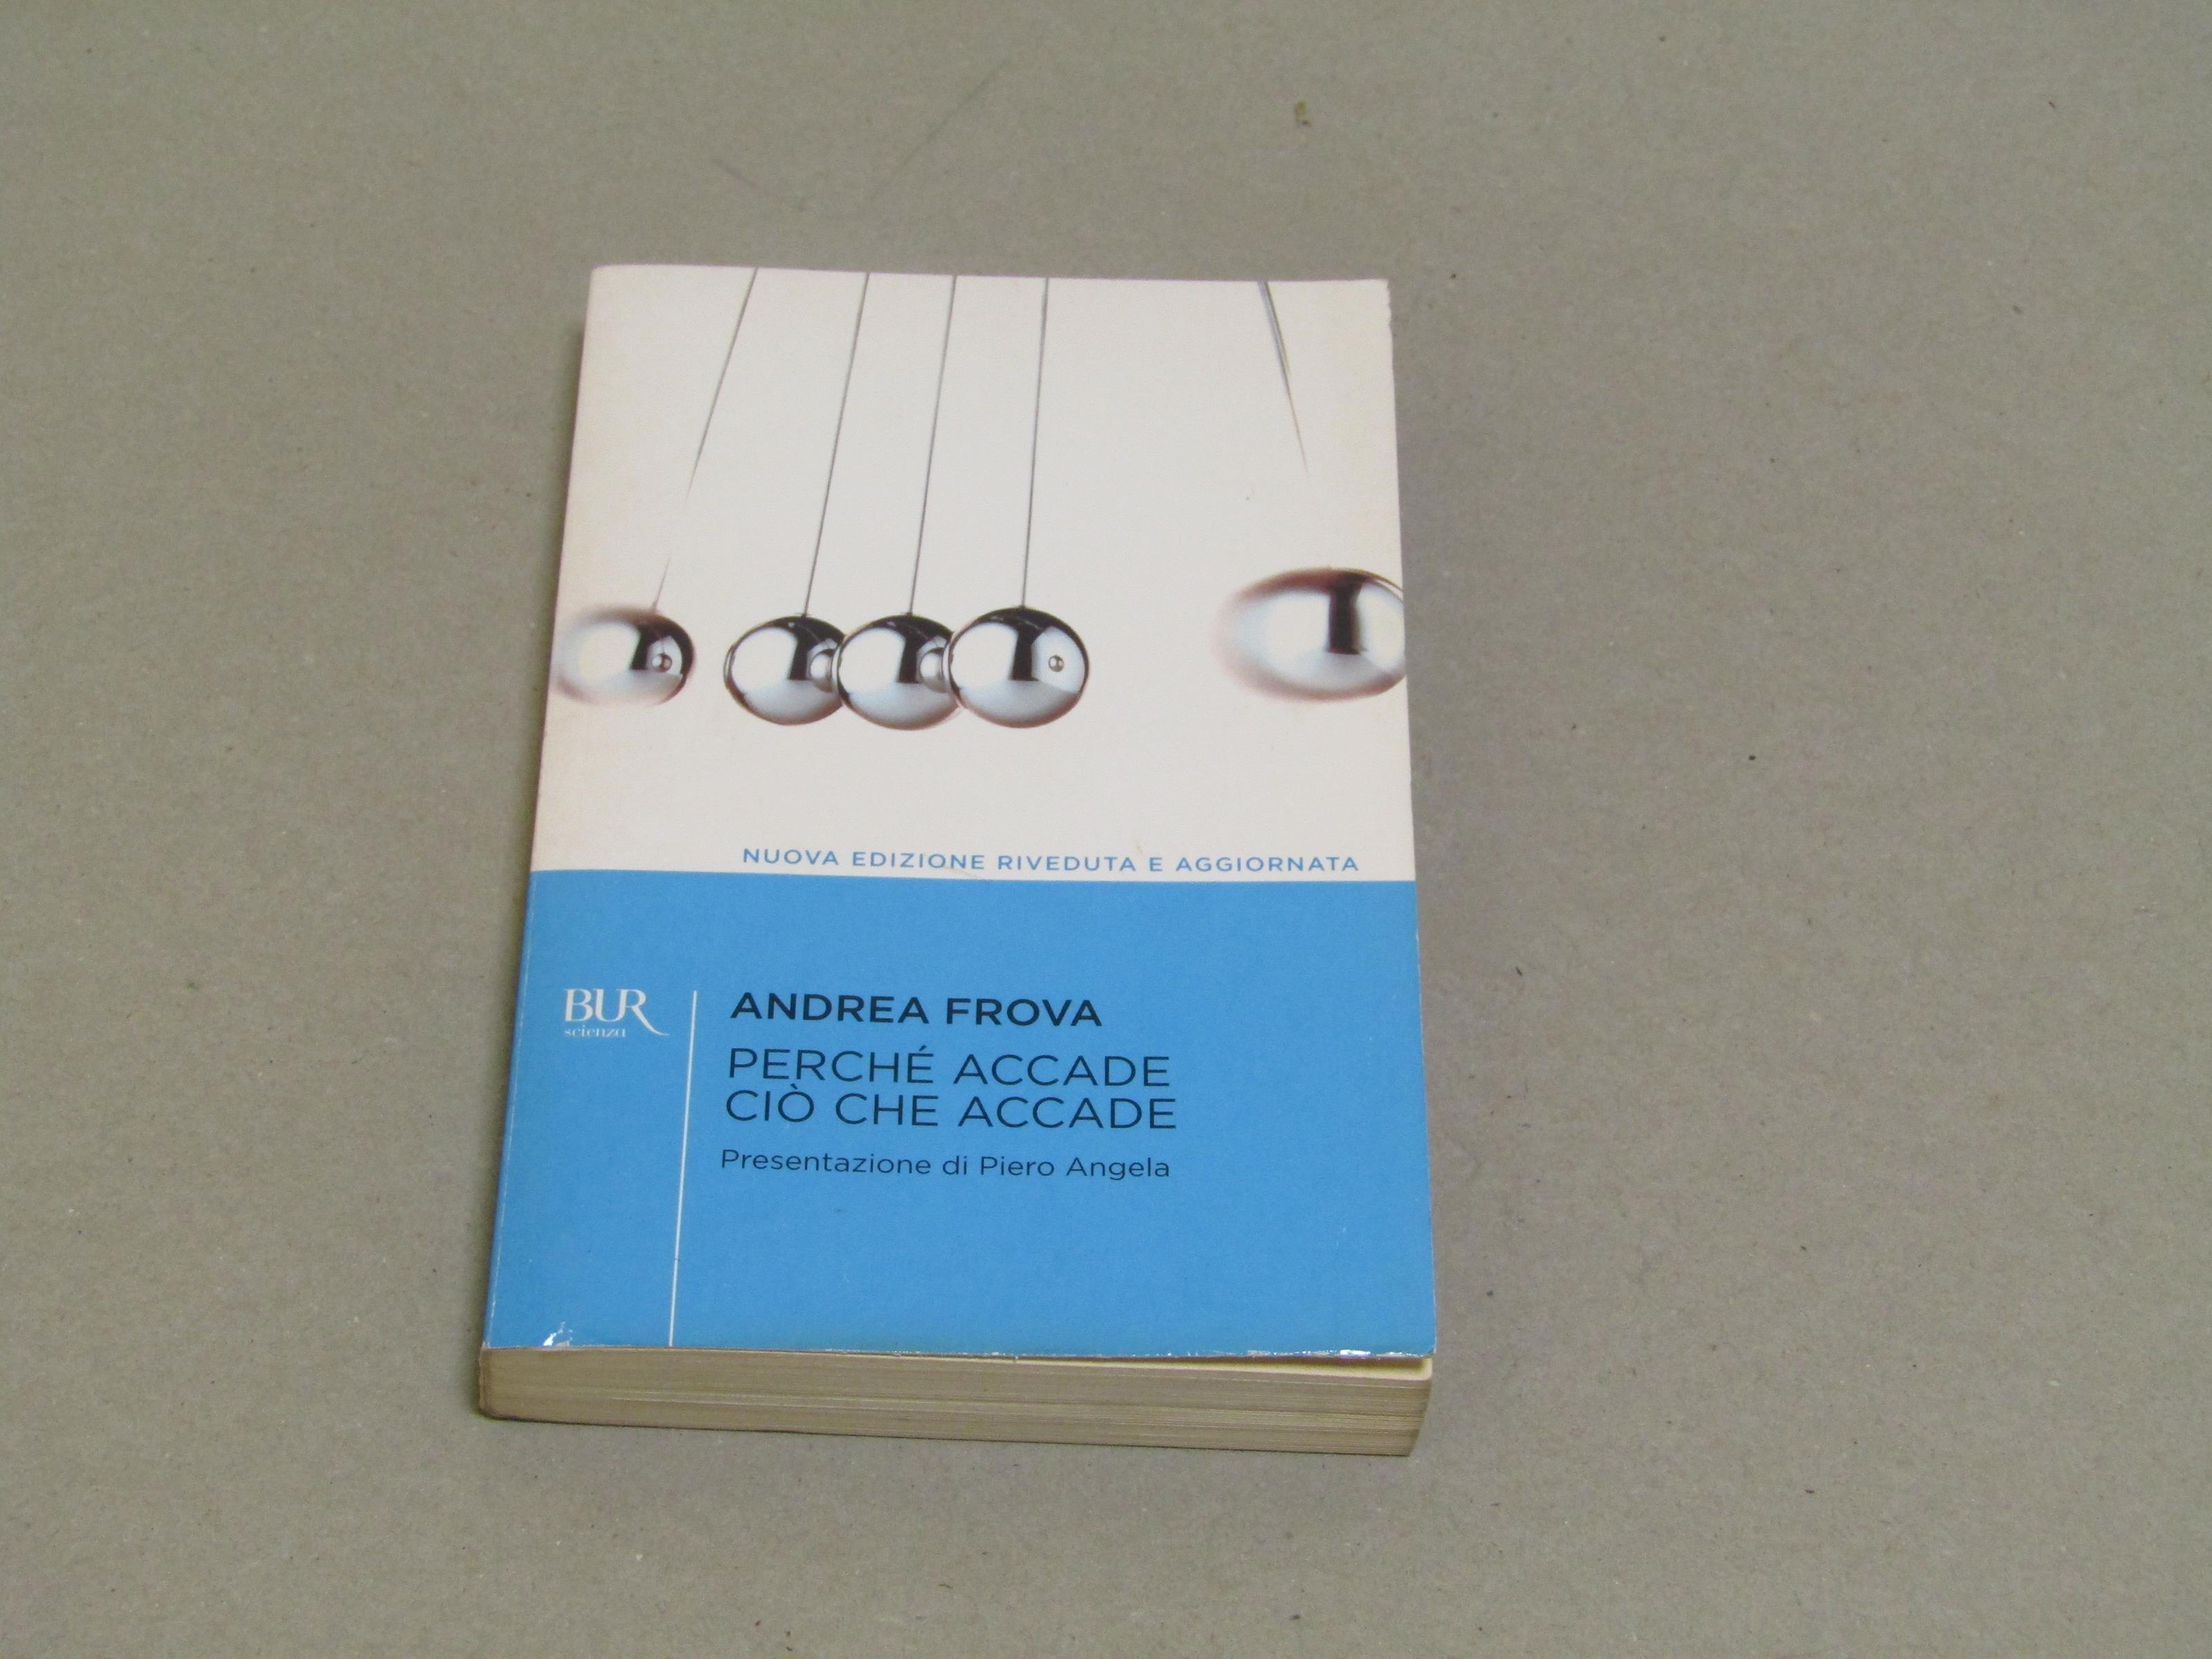 NUOVA EDIZIONE RIVEDUTA E AGGIORNATA
BUR
scienza
ANDREA FROVA
PERCHÉ ACCADE
CIÒ CHE ACCADE
Presentazione di Piero Angela